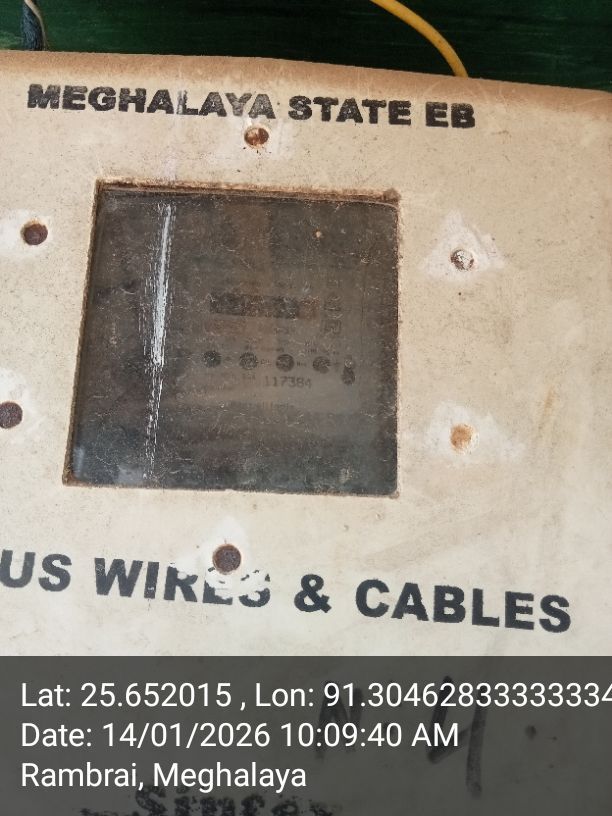 MEGHALAYA STATE EB
117384
US WIRES & CABLES
Lat: 25.652015 , Lon: 91.30462833333334
Date: 14/01/2026 10:09:40 AM
Rambrai, Meghalaya